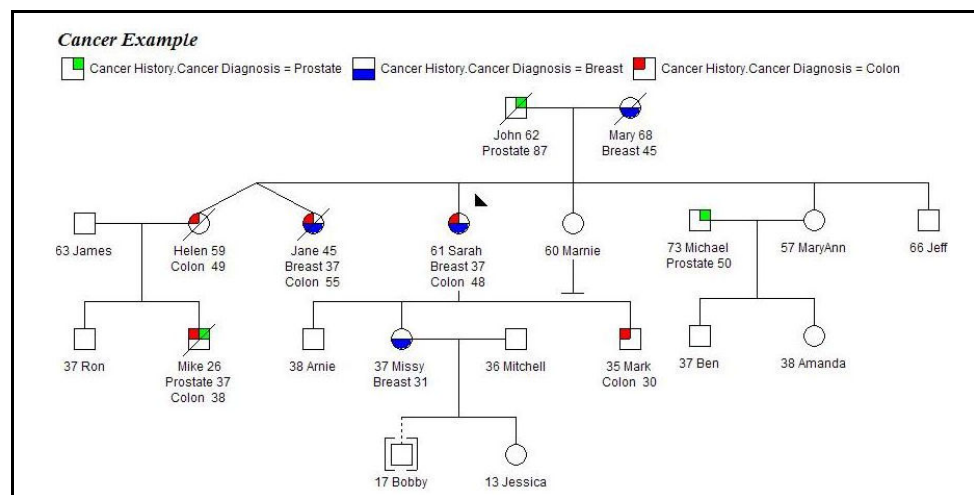 Cancer Example
Cancer History.Cancer Diagnosis = Prostate Cancer History.Cancer Diagnosis = Breast Cancer History.Cancer Diagnosis = Colon
John 62
Prostate 87
Mary 68
Breast 45
63 James
Helen 59
Colon 49
Jane 45
Breast 37
Colon 55
61 Sarah
Breast 37
Colon 48
60 Marnie
73 Michael
Prostate 50
57 MaryAnn
66 Jeff
37 Ron
Mike 26
Prostate 37
Colon 38
38 Arnie
37 Missy
Breast 31
36 Mitchell
35 Mark
Colon 30
37 Ben
38 Amanda
17 Bobby
13 Jessica